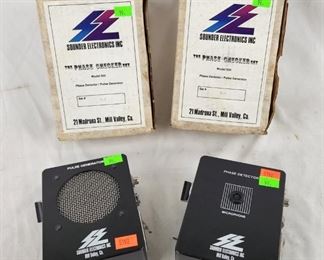 SOUNDER ELECTRONICS INC
THE PHASE CHECKER SET
Phase Detector / Pulse Generator
21 Madrona St., Mill Valley, Ca.
SOUNDER ELECTRONICS INC
THE PHASE CHECKER SET
Phase Detector / Pulse Generator
21 Madrona St., Mill Valley, Ca.
PULSE GENERATOR
SOUNDER ELECTRONICS INC
Mill Valley, Ca.
PHASE DETECTOR
MICROPHONE
SOUNDER ELECTRONICS INC
Mill Valley, Ca.